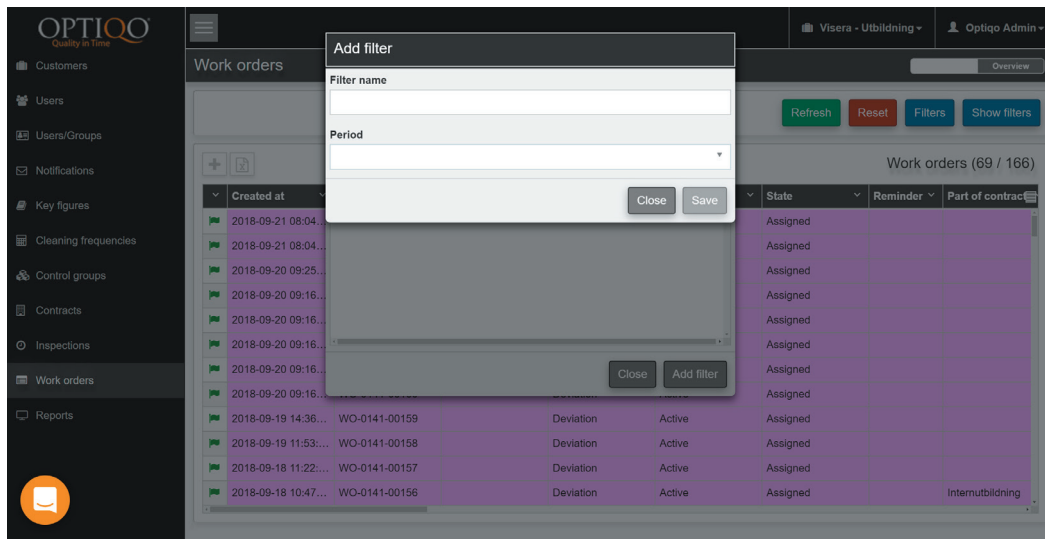 OPTIQO
Quality in Time
Visera - Utbildning
Optiqo Admin
Customers
Users
Users/Groups
Notifications
Key figures
Cleaning frequencies
Control groups
Contracts
Inspections
Work orders
Reports
Work orders
Overview
Add filter
Filter name
Period
Close
Save
Refresh
Reset
Filters
Show filters
Work orders (69 / 166)
Created at
State
Reminder
Part of contract
2018-09-21 08:04... Assigned
2018-09-21 08:04... Assigned
2018-09-20 09:25... Assigned
2018-09-20 09:16... Assigned
2018-09-20 09:16... Assigned
2018-09-20 09:16... Assigned
2018-09-20 09:16... Assigned
2018-09-20 09:16... Assigned
2018-09-19 14:36... WO-0141-00159 Deviation Active Assigned
2018-09-19 11:53:... WO-0141-00158 Deviation Active Assigned
2018-09-18 11:22:... WO-0141-00157 Deviation Active Assigned
2018-09-18 10:47... WO-0141-00156 Deviation Active Assigned Internutbildning
Close
Add filter